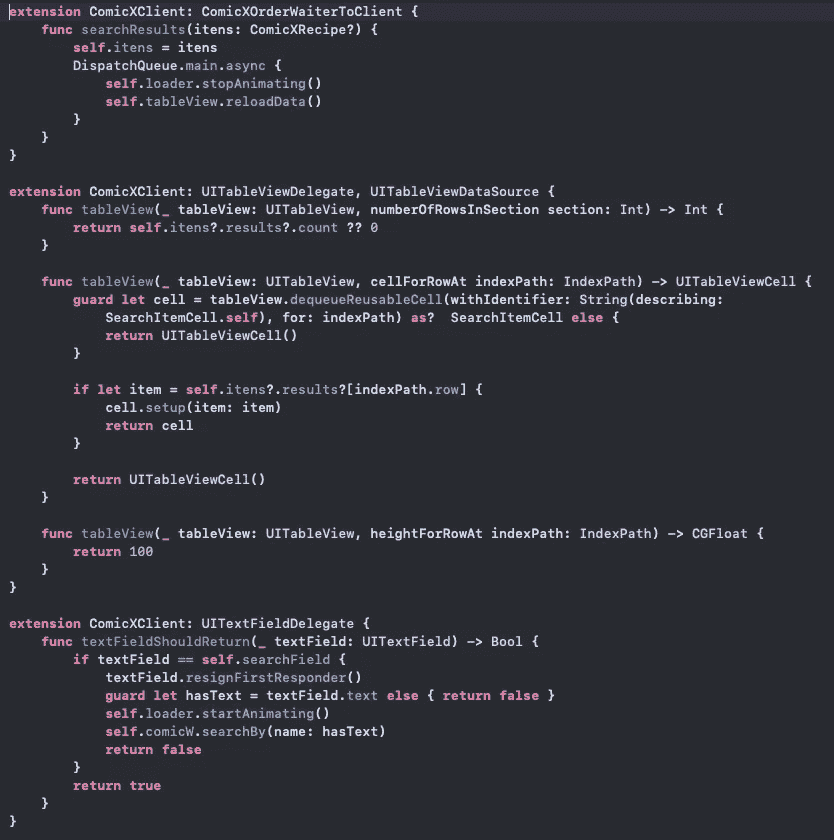 extension ComicXClient: ComicXOrderWaiterToClient {
    func searchResults(itens: ComicXRecipe?) {
        self.itens = itens
        DispatchQueue.main.async {
            self.loader.stopAnimating()
            self.tableView.reloadData()
        }
    }
}

extension ComicXClient: UITableViewDelegate, UITableViewDataSource {
    func tableView(_ tableView: UITableView, numberOfRowsInSection section: Int) -> Int {
        return self.itens?.results?.count ?? 0
    }

    func tableView(_ tableView: UITableView, cellForRowAt indexPath: IndexPath) -> UITableViewCell {
        guard let cell = tableView.dequeueReusableCell(withIdentifier: String(describing:
            SearchItemCell.self), for: indexPath) as?  SearchItemCell else {
            return UITableViewCell()
        }

        if let item = self.itens?.results?[indexPath.row] {
            cell.setup(item: item)
            return cell
        }

        return UITableViewCell()
    }

    func tableView(_ tableView: UITableView, heightForRowAt indexPath: IndexPath) -> CGFloat {
        return 100
    }
}

extension ComicXClient: UITextFieldDelegate {
    func textFieldShouldReturn(_ textField: UITextField) -> Bool {
        if textField == self.searchField {
            textField.resignFirstResponder()
            guard let hasText = textField.text else { return false }
            self.loader.startAnimating()
            self.comicW.searchBy(name: hasText)
            return false
        }
        return true
    }
}